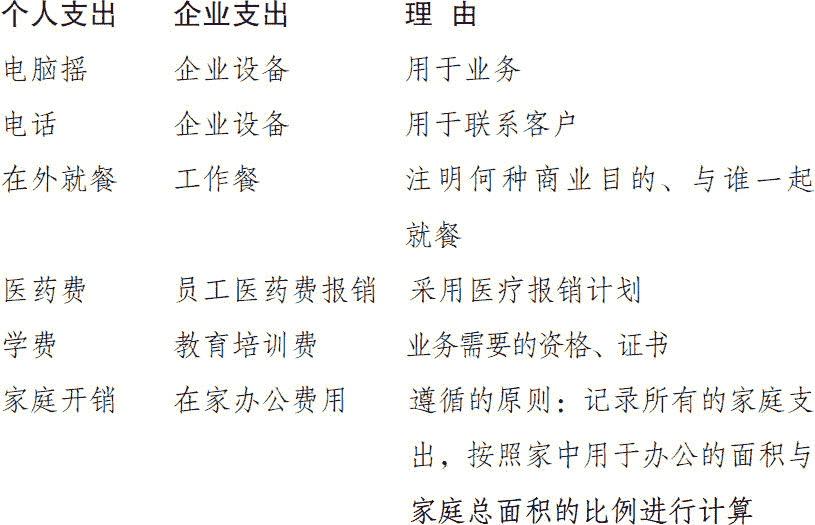 个人支出 企业支出 理 由
电脑摇 企业设备 用于业务
电话 企业设备 用于联系客户
在外就餐 工作餐 注明何种商业目的、与谁一起
就餐
医药费 员工医药费报销 采用医疗报销计划
学费 教育培训费 业务需要的资格、证书
家庭开销 在家办公费用 遵循的原则：记录所有的家庭支
出，按照家中用于办公的面积与
家庭总面积的比例进行计算